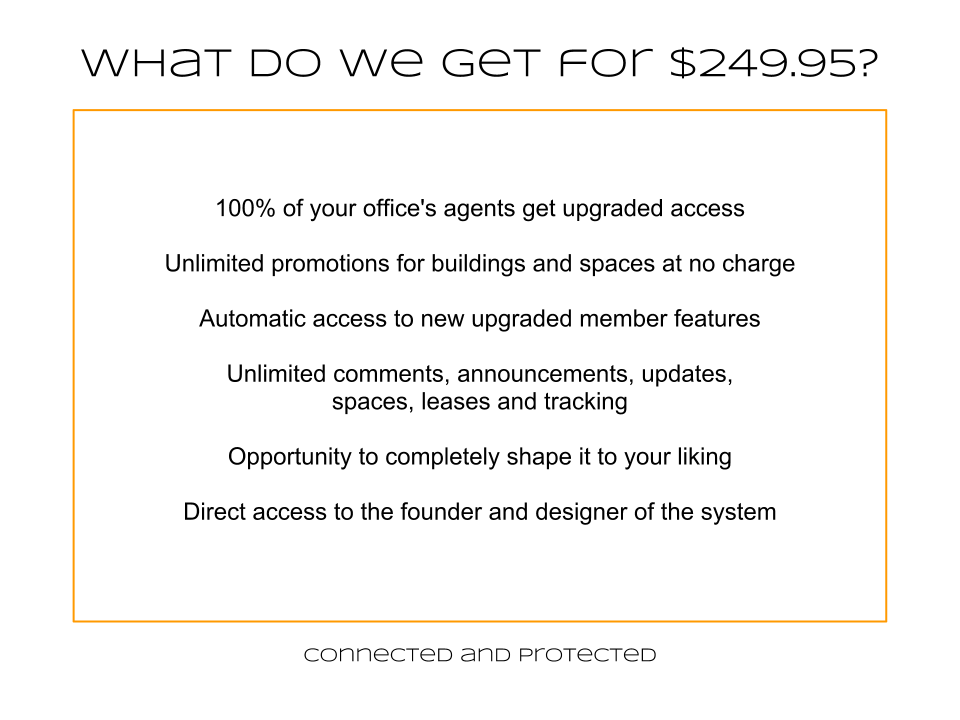 What do we get for $249.95?
100% of your office's agents get upgraded access
Unlimited promotions for buildings and spaces at no charge
Automatic access to new upgraded member features
Unlimited comments, announcements, updates,
spaces, leases and tracking
Opportunity to completely shape it to your liking
Direct access to the founder and designer of the system
connected and protected